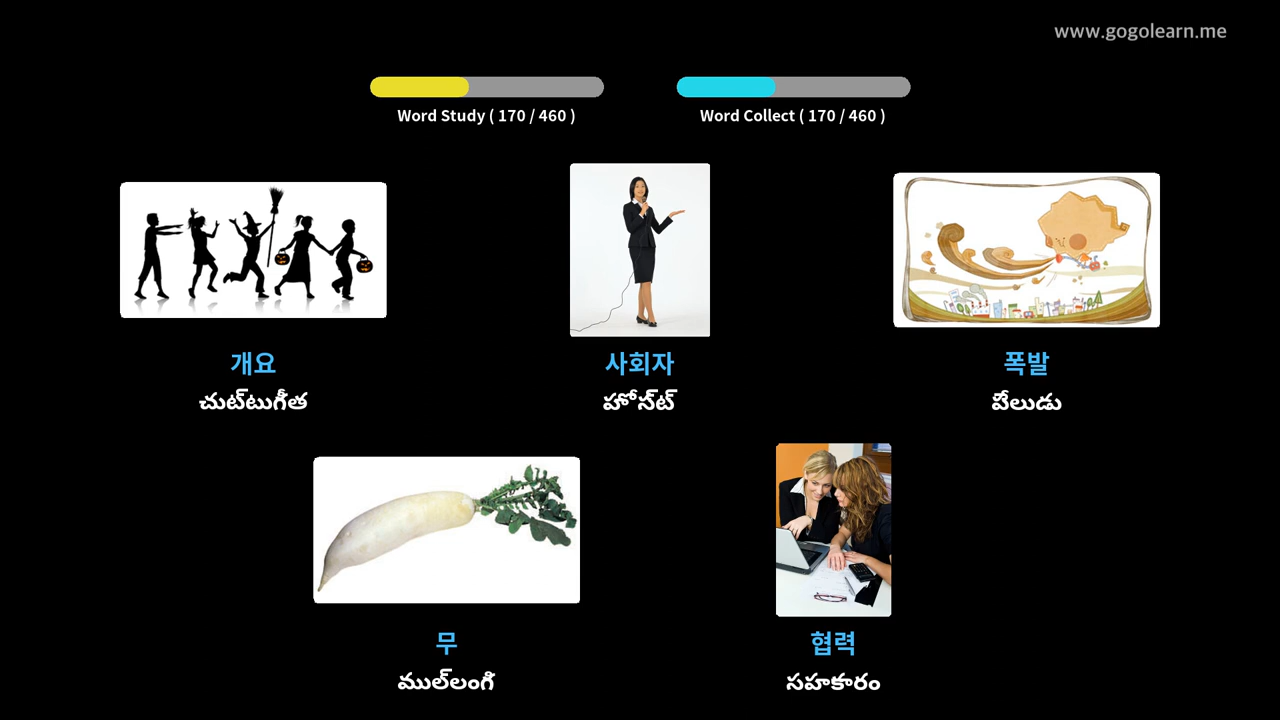 www.gogolearn.me
Word Study ( 170 / 460 )
Word Collect ( 170 / 460 )
개요
사회자
폭발
చుట్‌టుగీత
హోస్‌ట్
పేలుడు
무
협력
ముల్‌లంగి
సహకారం